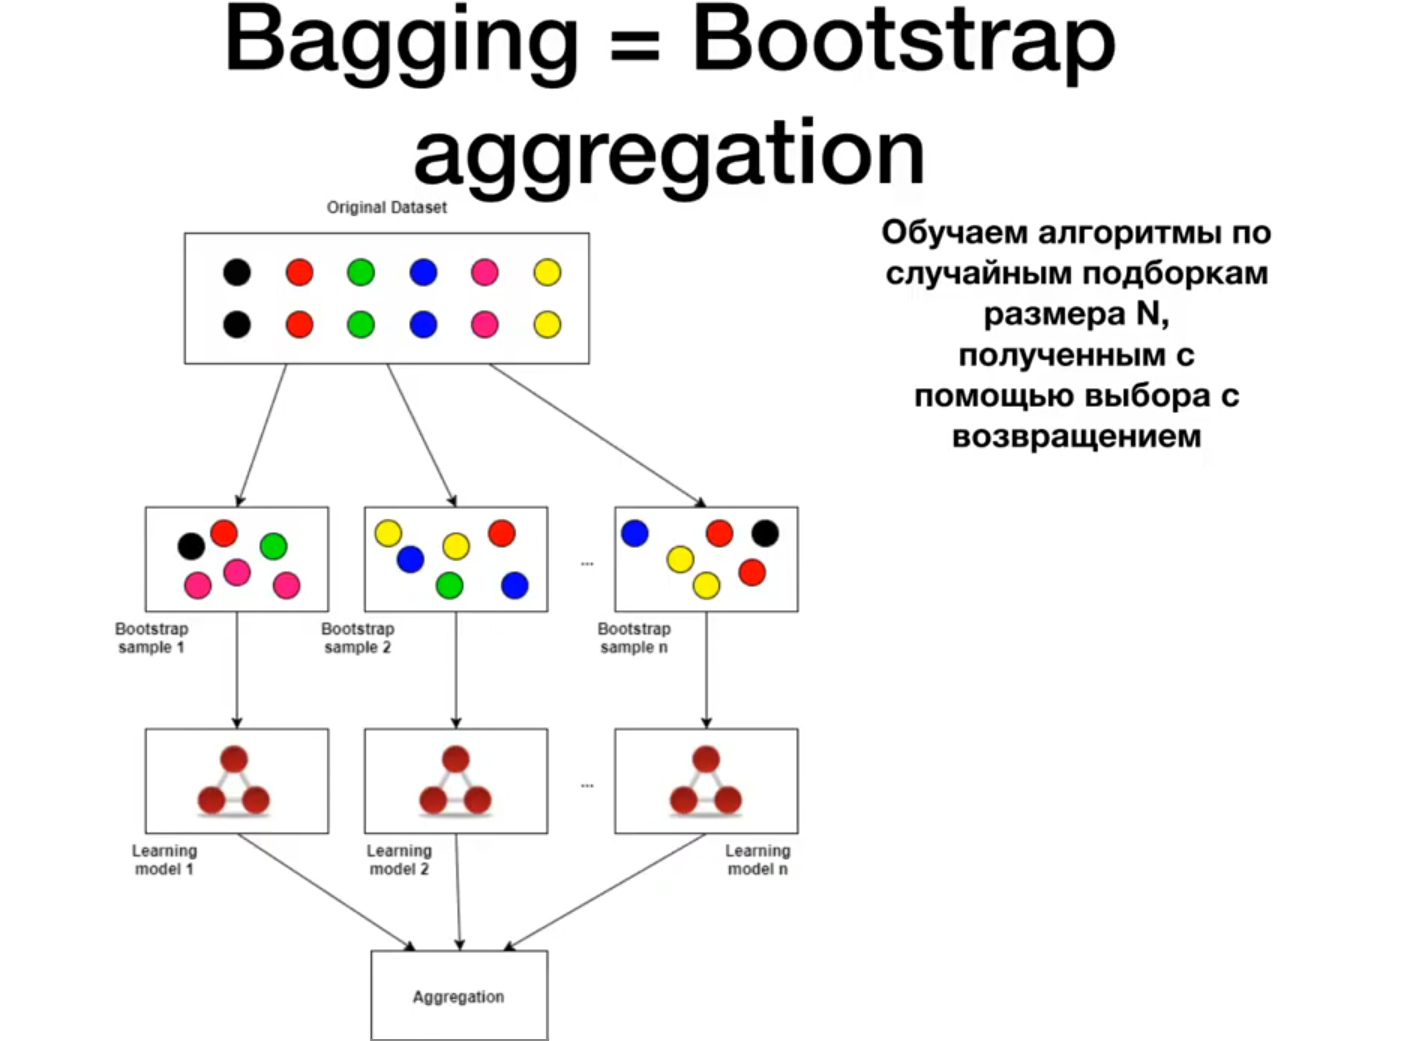 Bagging = Bootstrap
aggregation
Original Dataset
Обучаем алгоритмы по
случайным подборкам
размера N,
полученным с
помощью выбора с
возвращением
...
Bootstrap
sample 1
Bootstrap
sample 2
Bootstrap
sample n
...
Learning
model 1
Learning
model 2
Learning
model n
Aggregation